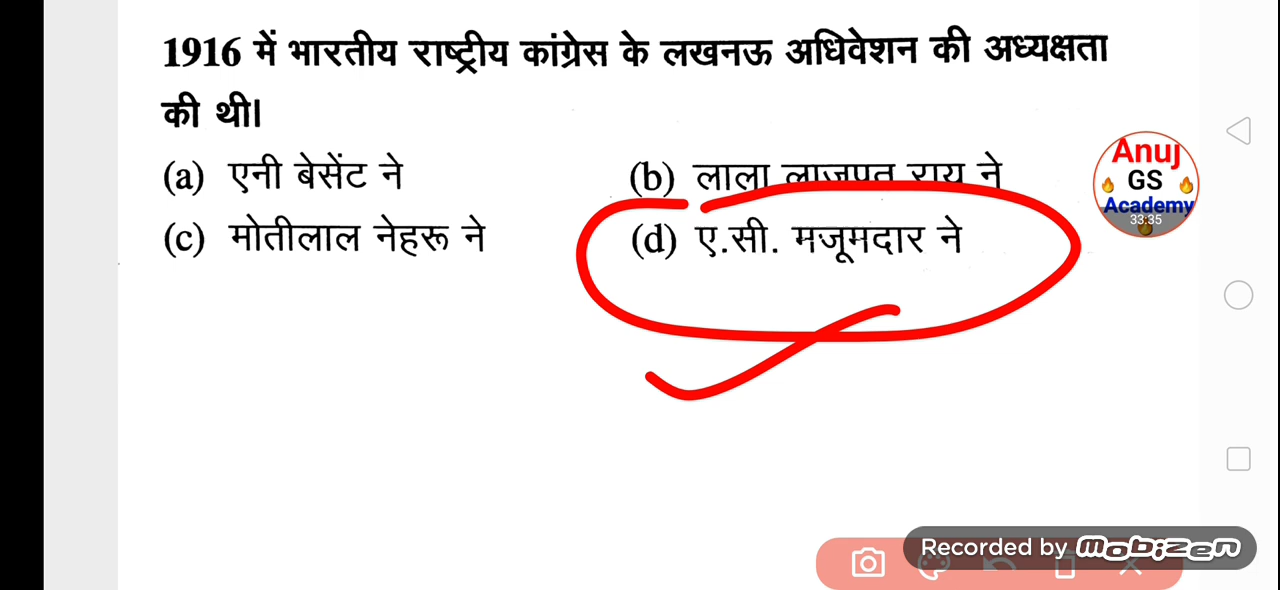 1916 में भारतीय राष्ट्रीय कांग्रेस के लखनऊ अधिवेशन की अध्यक्षता
की थी।
(a) एनी बेसेंट ने
(b) लाला लाजपत राय ने
(c) मोतीलाल नेहरू ने
(d) ए.सी. मजूमदार ने
Anuj
GS
Academy
33:35
Recorded by Mobizen